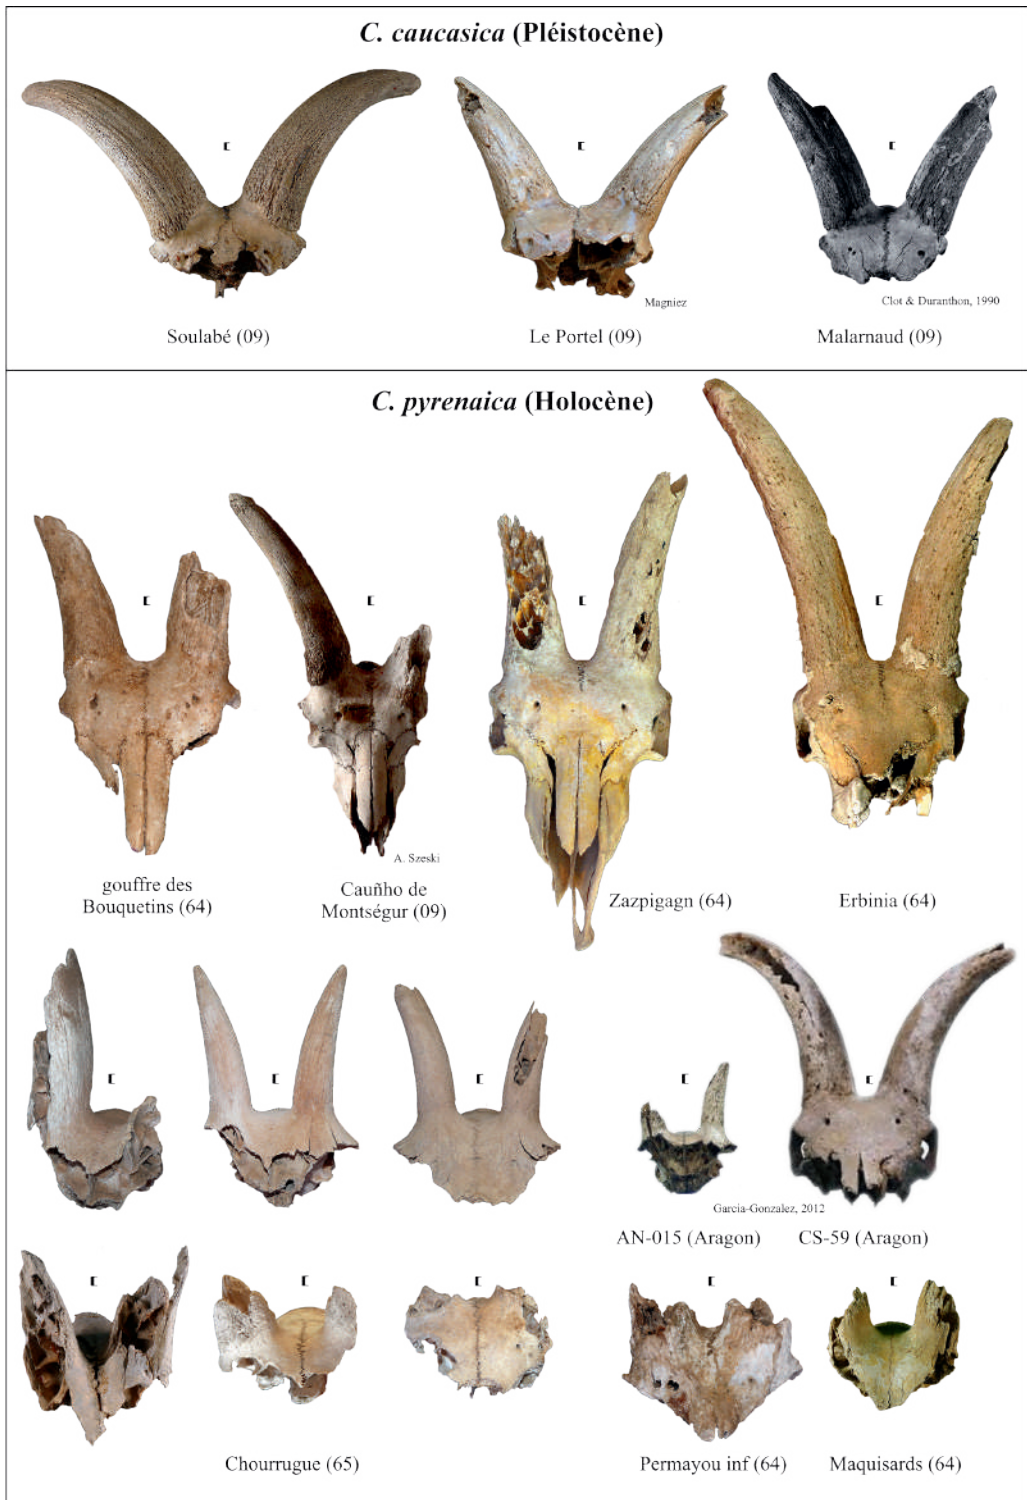 C. caucasica (Pléistocène)
Magniez
Clot & Duranthon, 1990
Soulabé (09)
Le Portel (09)
Malarnaud (09)
C. pyrenaica (Holocène)
A. Szeski
gouffre des
Bouquetins (64)
Cauñho de
Montségur (09)
Zazpigagn (64)
Erbinia (64)
Garcia-Gonzalez, 2012
AN-015 (Aragon)
CS-59 (Aragon)
Chourrugue (65)
Permayou inf (64)
Maquisards (64)